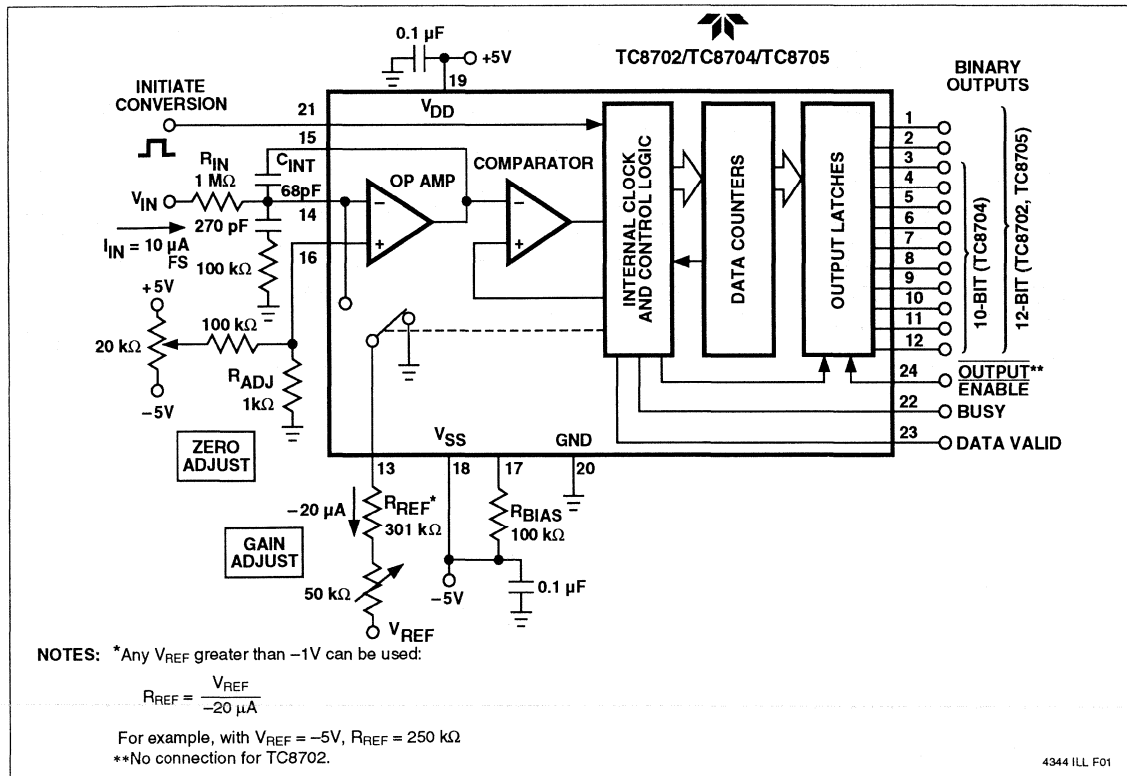 TC8702/TC8704/TC8705
0.1 µF
+5V
19
INITIATE
CONVERSION
21
VDD
15
RIN
1 MΩ
CINT
68pF
VIN
14
270 pF
IIN = 10 µA
FS
16
100 kΩ
OP AMP
–
+
COMPARATOR
–
+
INTERNAL CLOCK
AND CONTROL LOGIC
DATA COUNTERS
OUTPUT LATCHES
BINARY
OUTPUTS
1
2
3
4
5
6
7
8
9
10
11
12
10-BIT (TC8704)
12-BIT (TC8702, TC8705)
24
OUTPUT**
ENABLE
22
BUSY
23
DATA VALID
+5V
20 kΩ
–5V
100 kΩ
RADJ
1kΩ
ZERO
ADJUST
VSS
GND
13
18
17
20
–20 µA
RREF*
301 kΩ
RBIAS
100 kΩ
GAIN
ADJUST
50 kΩ
–5V
0.1 µF
VREF
NOTES: *Any VREF greater than –1V can be used:
RREF = VREF
–20 µA
For example, with VREF = –5V, RREF = 250 kΩ
**No connection for TC8702.
4344 ILL F01